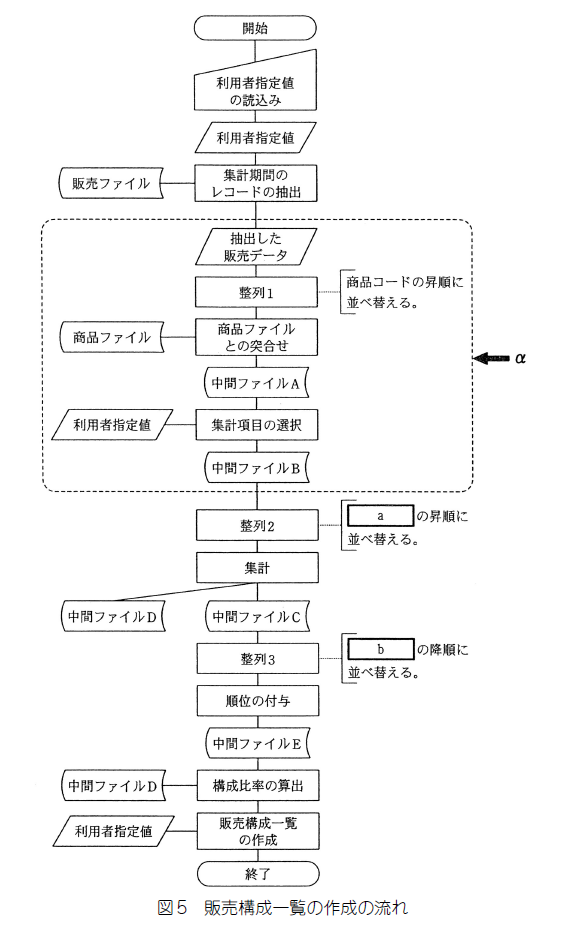 開始
利用者指定値
の読込み
利用者指定値
販売ファイル
集計期間の
レコードの抽出
抽出した
販売データ
整列1
商品コードの昇順に
並べ替える。
商品ファイル
商品ファイル
との突合せ
α
中間ファイルA
利用者指定値
集計項目の選択
中間ファイルB
整列2
a の昇順に
並べ替える。
集計
中間ファイルD
中間ファイルC
整列3
b の降順に
並べ替える。
順位の付与
中間ファイルE
中間ファイルD
構成比率の算出
利用者指定値
販売構成一覧
の作成
終了
図5 販売構成一覧の作成の流れ